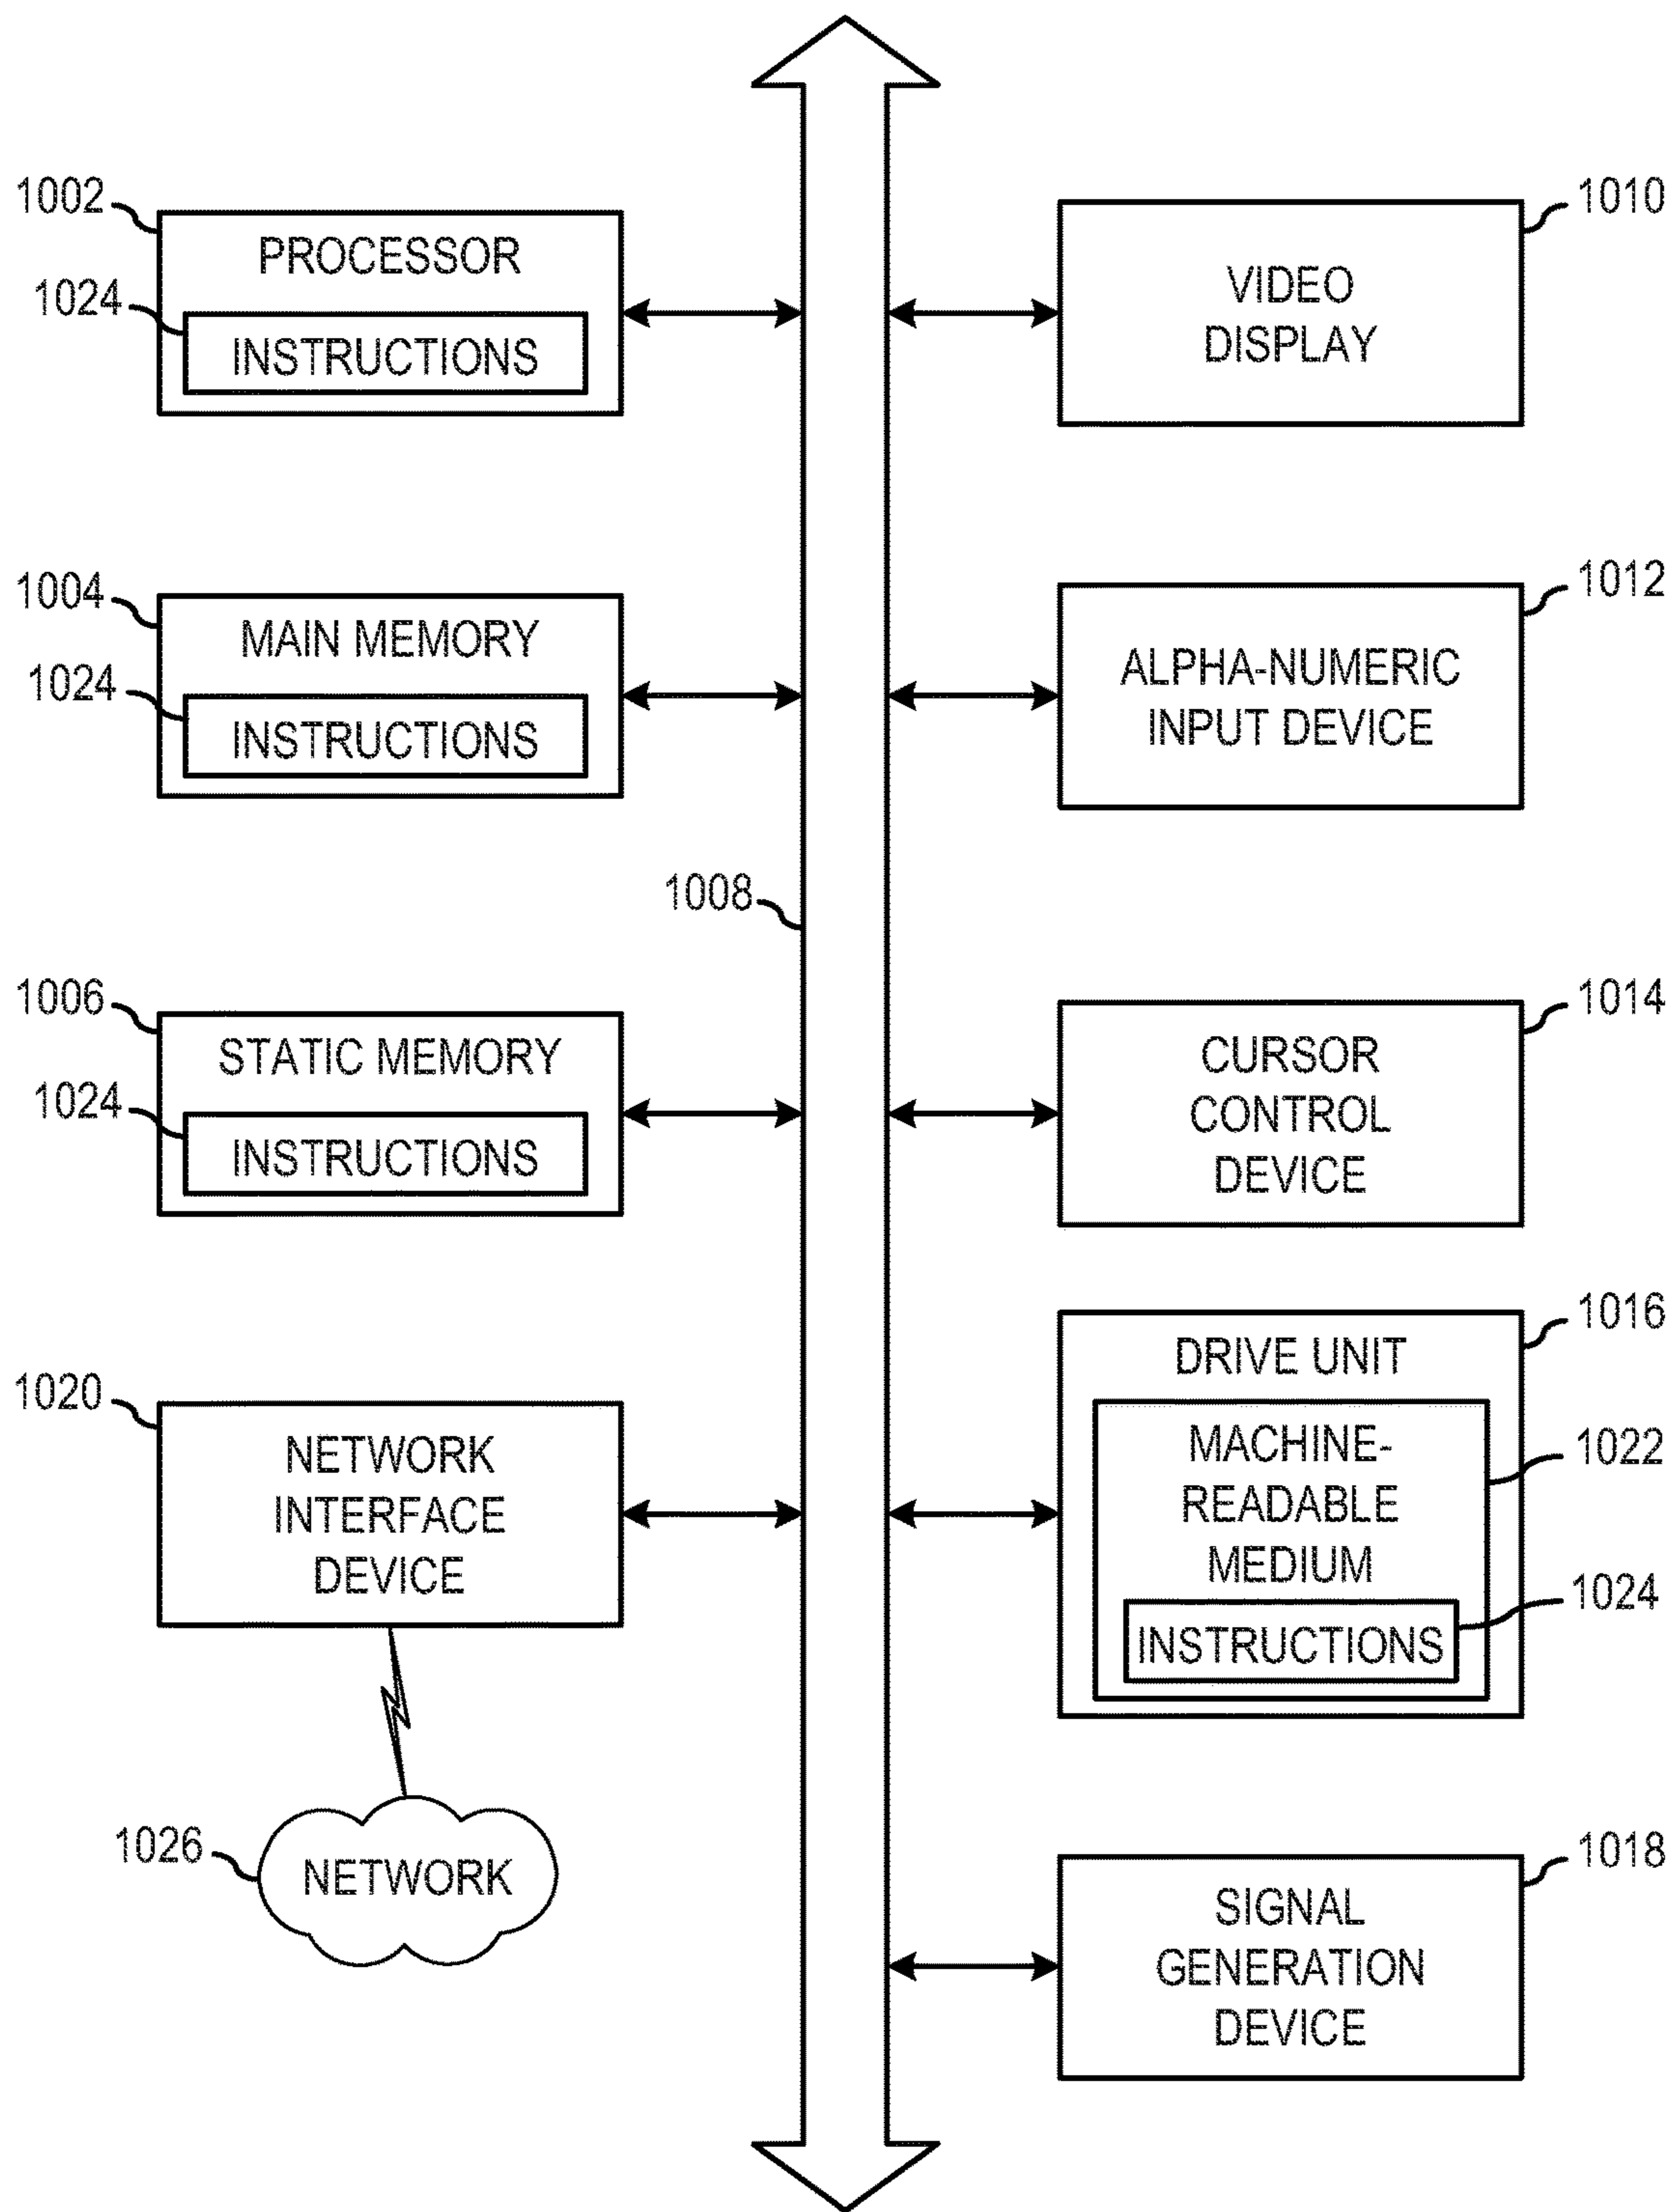 1002
PROCESSOR
1024
INSTRUCTIONS
1004
MAIN MEMORY
1024
INSTRUCTIONS
1008
1006
STATIC MEMORY
1024
INSTRUCTIONS
1020
NETWORK
INTERFACE
DEVICE
1026
NETWORK
1010
VIDEO
DISPLAY
1012
ALPHA-NUMERIC
INPUT DEVICE
1014
CURSOR
CONTROL
DEVICE
1016
DRIVE UNIT
MACHINE-
READABLE
MEDIUM
1022
1024
INSTRUCTIONS
1018
SIGNAL
GENERATION
DEVICE